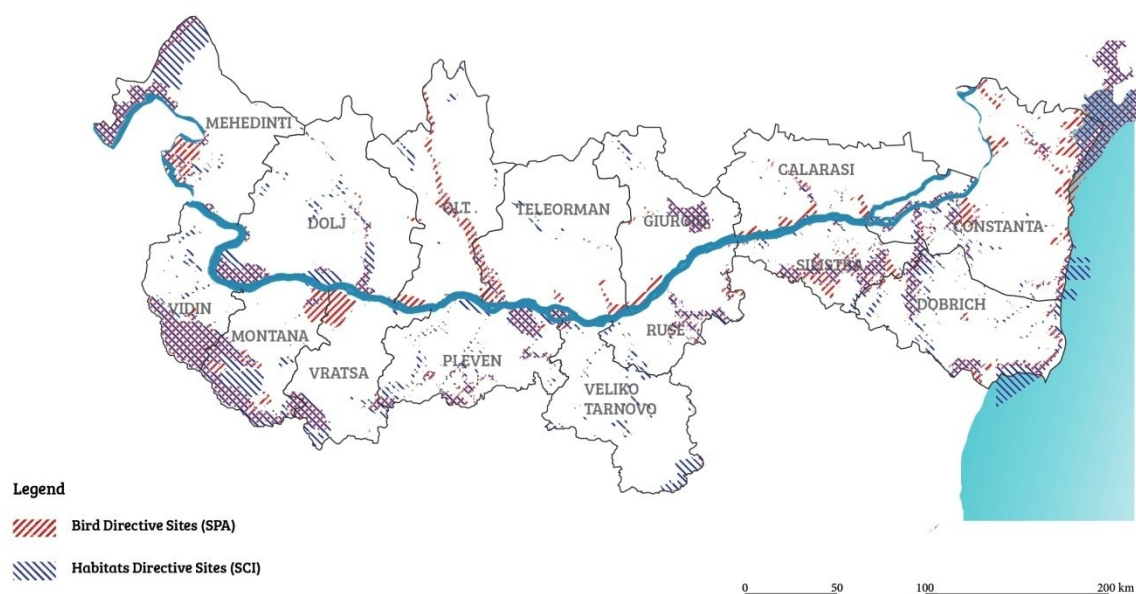 MEHEDINTI
CALARASI
DOLJ
OLT
TELEORMAN
GIURGIU
CONSTANTA
SILISTRA
VIDIN
DOBRICH
MONTANA
RUSE
VRATSA
PLEVEN
VELIKO
TARNOVO
Legend
Bird Directive Sites (SPA)
Habitats Directive Sites (SCI)
0 50 100 200 km